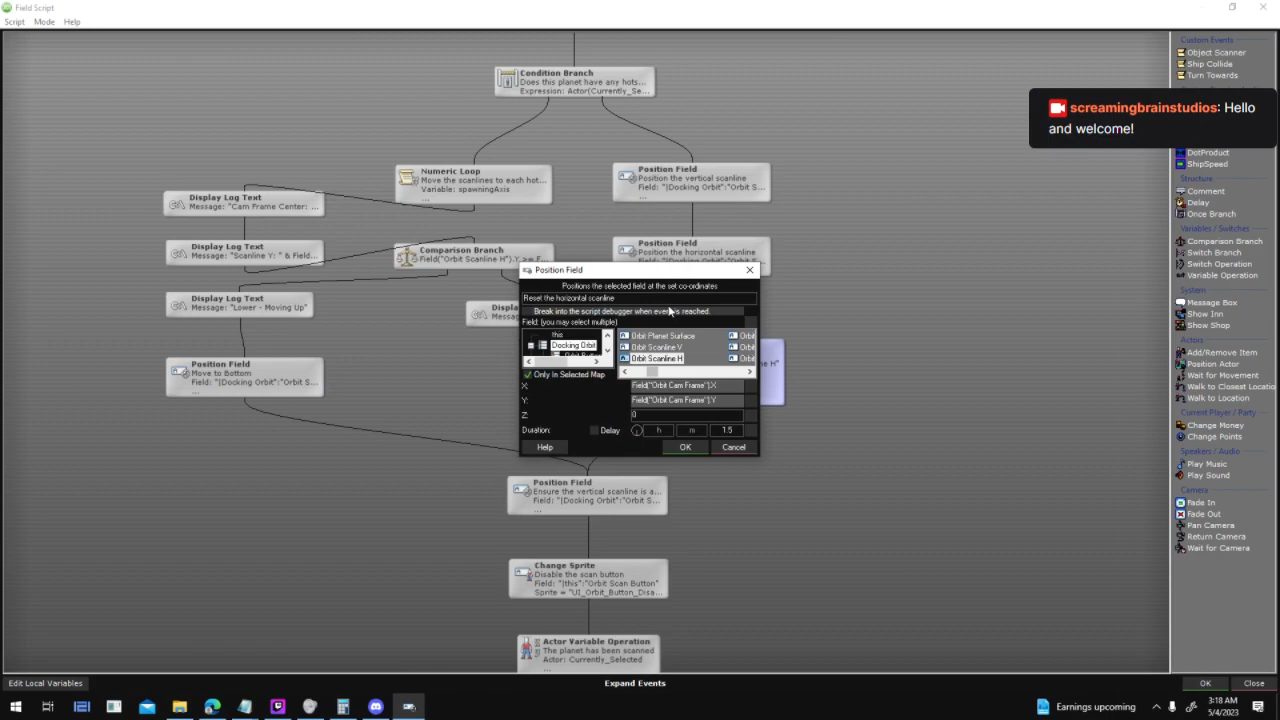 Field Script
Script Mode Help
Condition Branch
Does this planet have any hots...
Expression: Actor(Currently_Se...
Numeric Loop
Move the scanlines to each hot...
Variable: spawningAxis
...
Position Field
Position the vertical scanline
Field: "|Docking Orbit":"Orbit S...
...
Display Log Text
Message: "Cam Frame Center: ...
Display Log Text
Message: "Scanline Y: " & Field...
Comparison Branch
Field("Orbit Scanline H").Y >= F...
Position Field
Position the horizontal scanline
Display Log Text
Message: "Lower - Moving Up"
Displ
Messa
Position Field
Move to Bottom
Field: "|Docking Orbit":"Orbit S...
...
Position Field
Positions the selected field at the set co-ordinates
Reset the horizontal scanline
Break into the script debugger when event is reached.
Field: (you may select multiple)
this
Docking Orbit
Orbit Planet Surface
Orbit Scanline V
Orbit Scanline H
Orbit
Orbit
Orbit
Only In Selected Map
X:
Field("Orbit Cam Frame").X
Y:
Field("Orbit Cam Frame").Y
Z:
0
Duration:
Delay
h
m
1.5
Help
OK
Cancel
e H"
Position Field
Ensure the vertical scanline is a...
Field: "|Docking Orbit":"Orbit S...
...
Change Sprite
Disable the scan button
Field: "|this":"Orbit Scan Button"
Sprite = "UI_Orbit_Button_Disa...
Actor Variable Operation
The planet has been scanned
Actor: Currently_Selected
...
Custom Events
Object Scanner
Ship Collide
Turn Towards
screamingbrainstudios: Hello
and welcome!
DotProduct
ShipSpeed
Structure
Comment
Delay
Once Branch
Variables / Switches
Comparison Branch
Switch Branch
Switch Operation
Variable Operation
System
Message Box
Show Inn
Show Shop
Actors
Add/Remove Item
Position Actor
Wait for Movement
Walk to Closest Locatio
Walk to Location
Current Player / Party
Change Money
Change Points
Speakers / Audio
Play Music
Play Sound
Camera
Fade In
Fade Out
Pan Camera
Return Camera
Wait for Camera
Edit Local Variables
Expand Events
OK
Close
Earnings upcoming
3:18 AM
5/4/2023